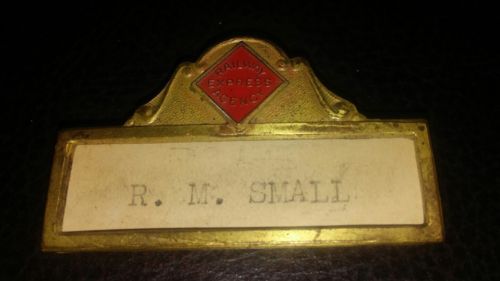 RAILWAY
EXPRESS
AGENCY
R. M. SMALL